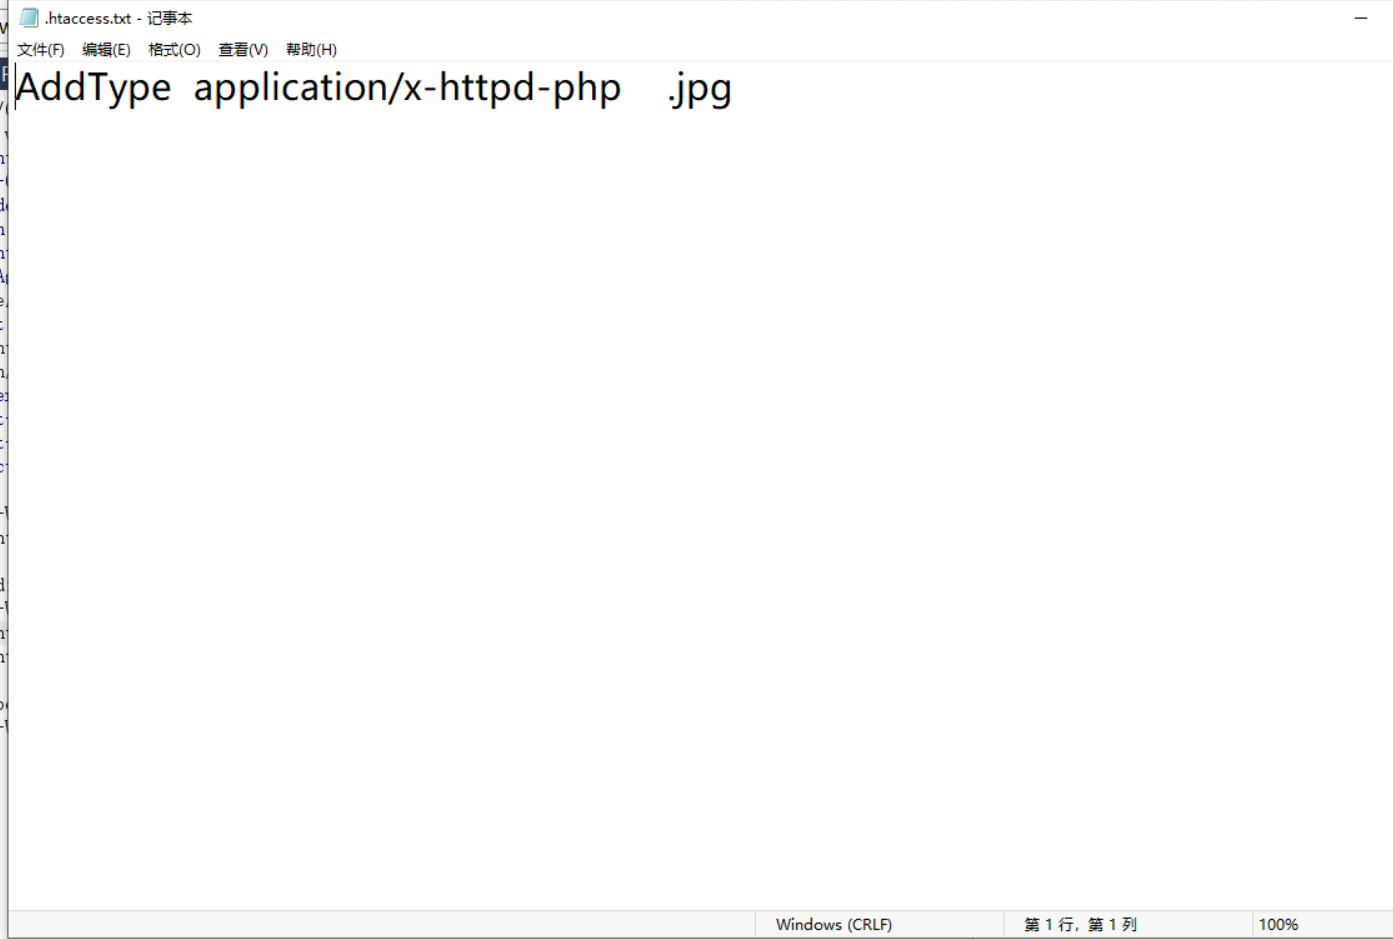 .htaccess.txt - 记事本
文件(F) 编辑(E) 格式(O) 查看(V) 帮助(H)
AddType application/x-httpd-php .jpg
Windows (CRLF) 第 1 行，第 1 列 100%